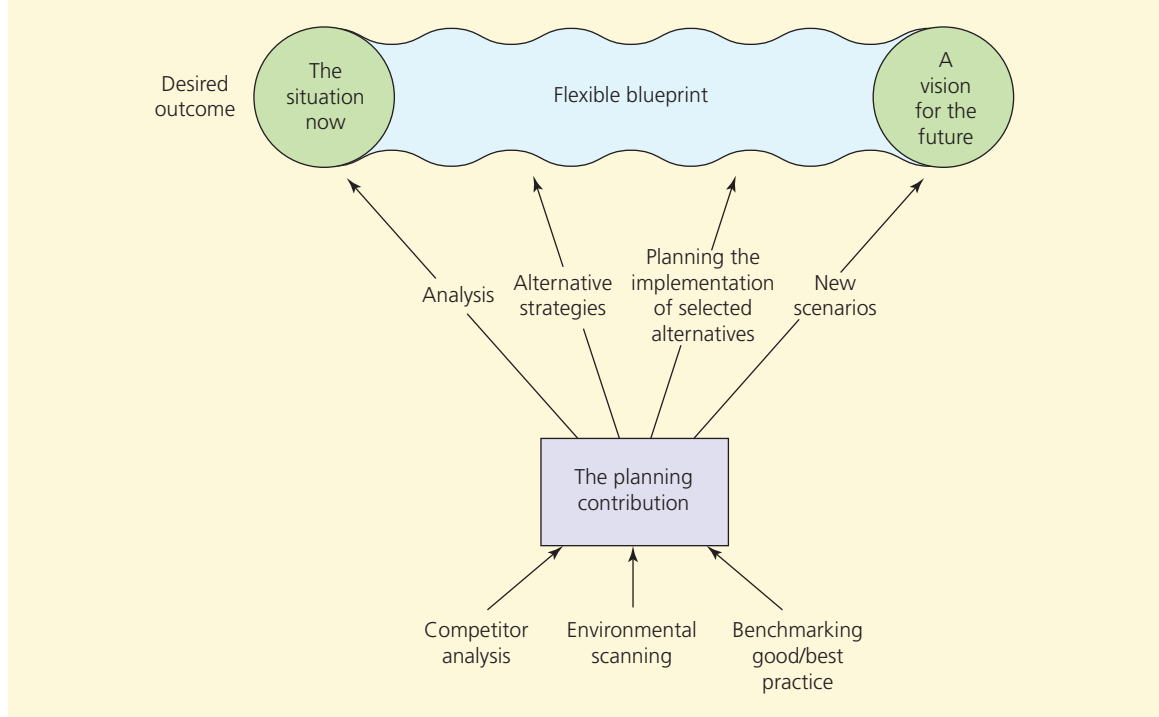 Desired
outcome
The
situation
now
Flexible blueprint
A
vision
for the
future
Analysis
Alternative
strategies
Planning the
implementation
of selected
alternatives
New
scenarios
The planning
contribution
Competitor
analysis
Environmental
scanning
Benchmarking
good/best
practice